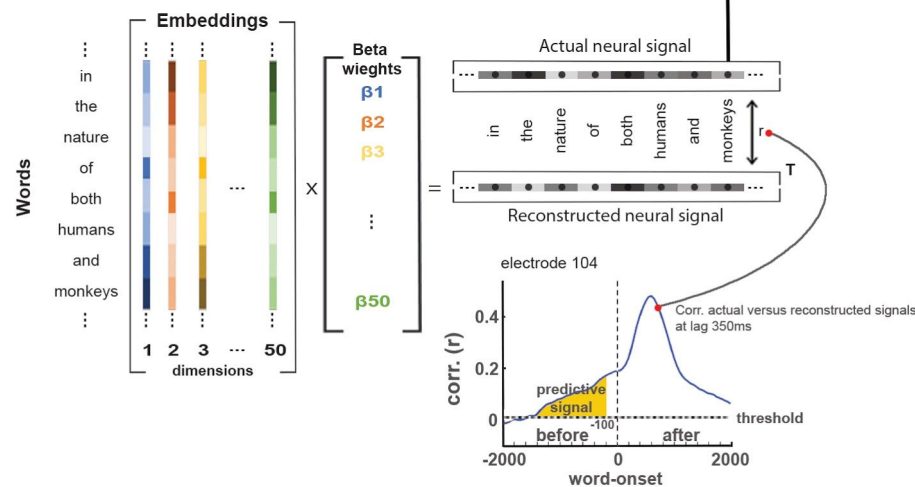 Embeddings
Words
in
the
nature
of
both
humans
and
monkeys
1 2 3 ... 50
dimensions
X
Beta
wieghts
β1
β2
β3
β50
=
Actual neural signal
in the nature of both humans and monkeys
r
T
Reconstructed neural signal
electrode 104
Corr. actual versus reconstructed signals
at lag 350ms
corr. (r)
0.4
0.2
0
predictive
signal
-100
threshold
before after
-2000 0 2000
word-onset